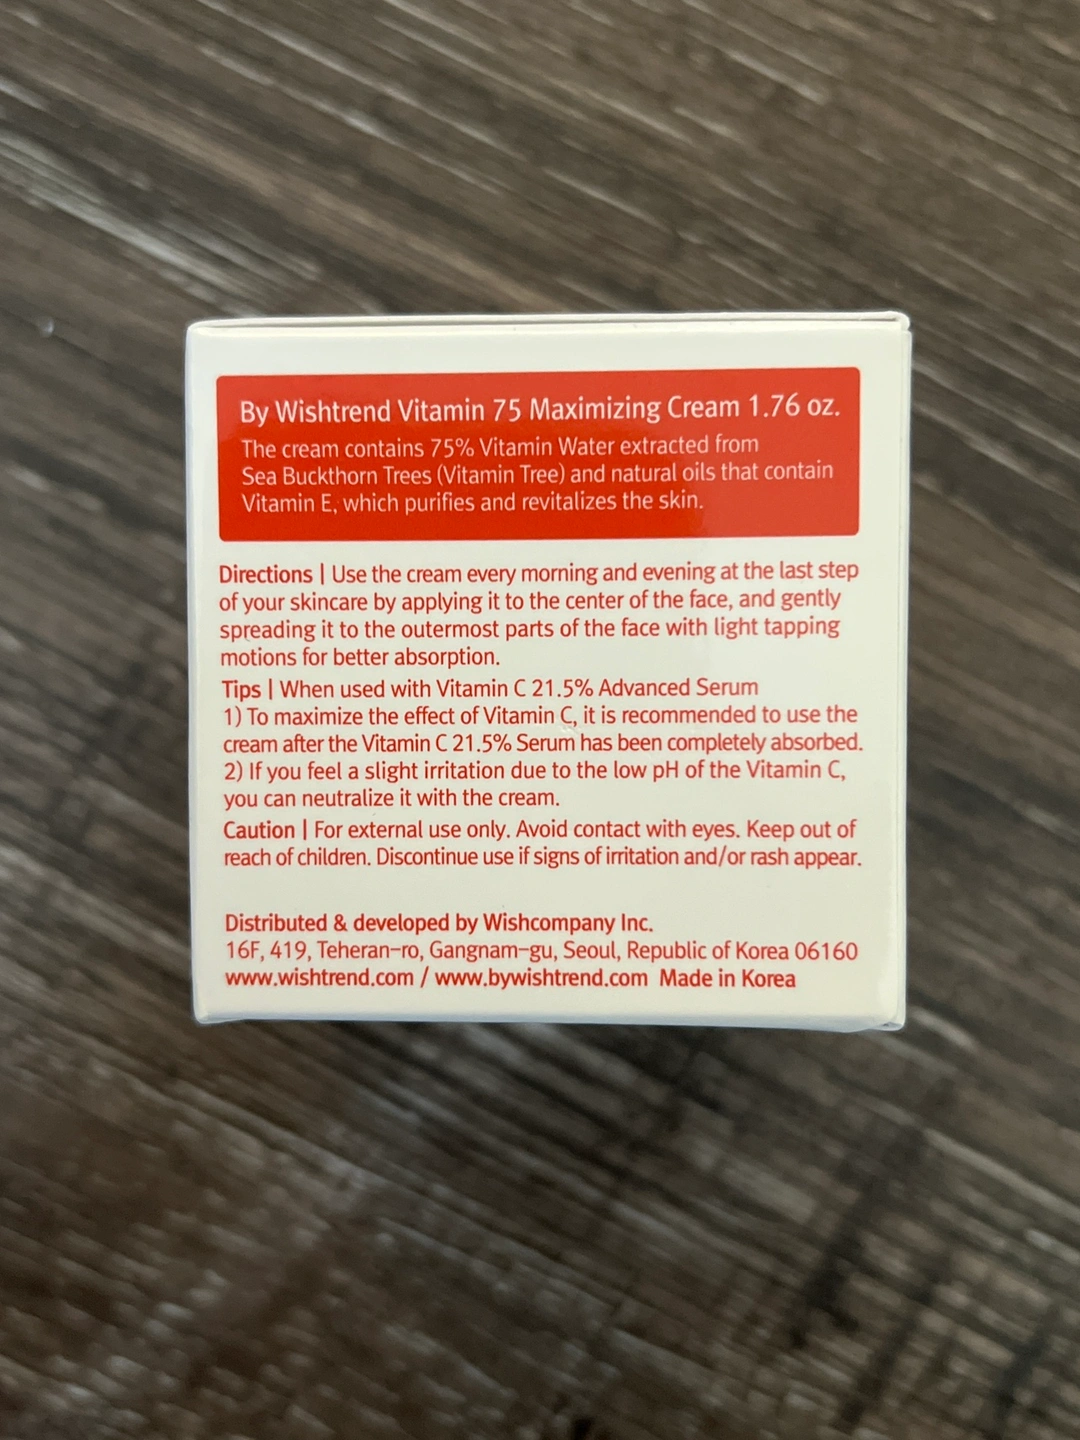 By Wishtrend Vitamin 75 Maximizing Cream 1.76 oz.
The cream contains 75% Vitamin Water extracted from
Sea Buckthorn Trees (Vitamin Tree) and natural oils that contain
Vitamin E, which purifies and revitalizes the skin.
Directions | Use the cream every morning and evening at the last step
of your skincare by applying it to the center of the face, and gently
spreading it to the outermost parts of the face with light tapping
motions for better absorption.
Tips | When used with Vitamin C 21.5% Advanced Serum
1) To maximize the effect of Vitamin C, it is recommended to use the
cream after the Vitamin C 21.5% Serum has been completely absorbed.
2) If you feel a slight irritation due to the low pH of the Vitamin C,
you can neutralize it with the cream.
Caution | For external use only. Avoid contact with eyes. Keep out of
reach of children. Discontinue use if signs of irritation and/or rash appear.
Distributed & developed by Wishcompany Inc.
16F, 419, Teheran-ro, Gangnam-gu, Seoul, Republic of Korea 06160
www.wishtrend.com / www.bywishtrend.com Made in Korea